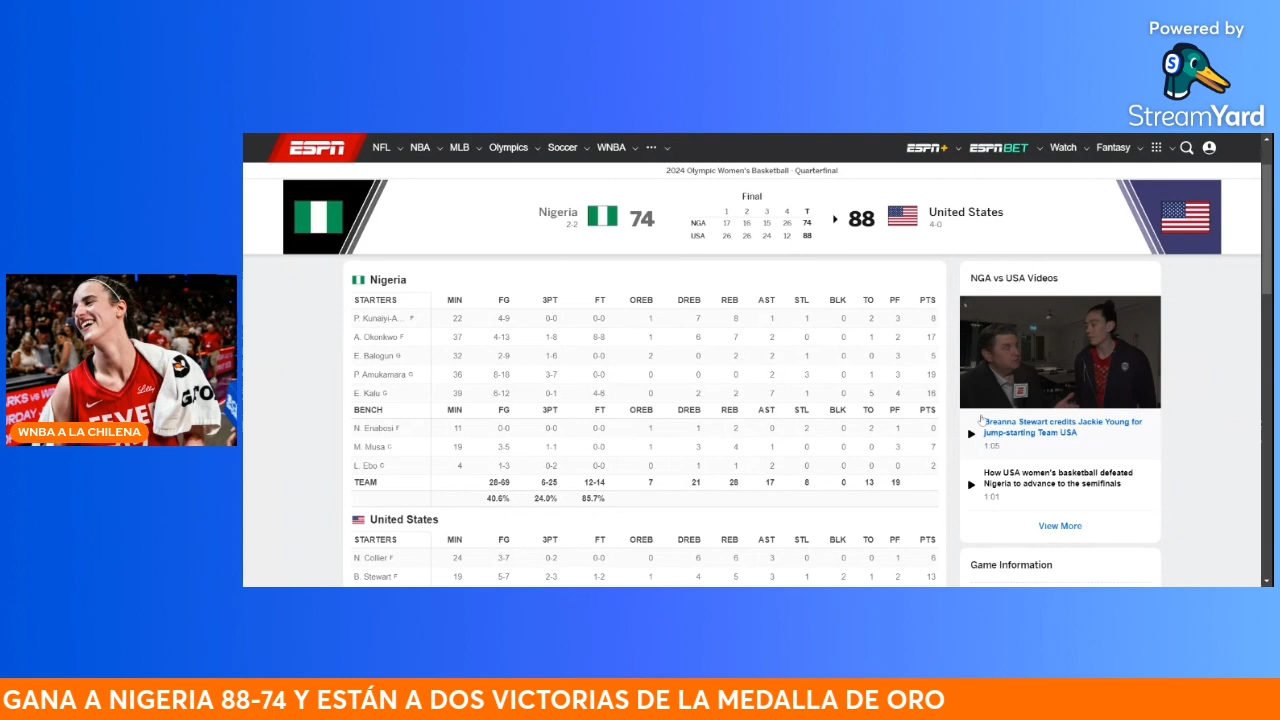 Powered by
StreamYard
ESPN NFL NBA MLB Olympics Soccer WNBA ••• ESPN+ ESPN BET Watch Fantasy
2024 Olympic Women's Basketball - Quarterfinal
Final
Nigeria 74
2-2
1 2 3 4 T
NGA 17 16 15 26 74
USA 26 26 24 12 88
88 United States
4-0
Nigeria
STARTERS MIN FG 3PT FT OREB DREB REB AST STL BLK TO PF PTS
P. Kunaiyi-A... F 22 4-9 0-0 0-0 1 7 8 1 1 0 2 3 8
A. Okonkwo F 37 4-13 1-8 8-8 1 6 7 2 0 0 1 2 17
E. Balogun G 32 2-9 1-6 0-0 2 0 2 2 1 0 0 3 5
P. Amukamara G 36 8-18 3-7 0-0 0 0 0 2 3 0 1 3 19
E. Kalu G 39 6-12 0-1 4-6 0 2 2 7 1 0 5 4 16
BENCH MIN FG 3PT FT OREB DREB REB AST STL BLK TO PF PTS
N. Enabosi F 11 0-0 0-0 0-0 1 1 2 0 2 0 2 1 0
M. Musa C 19 3-5 1-1 0-0 1 3 4 1 0 0 0 3 7
L. Ebo C 4 1-3 0-2 0-0 0 1 1 2 0 0 0 0 2
TEAM 28-69 6-25 12-14 7 21 28 17 8 0 13 19
40.6% 24.0% 85.7%
United States
STARTERS MIN FG 3PT FT OREB DREB REB AST STL BLK TO PF PTS
N. Collier F 24 3-7 0-2 0-0 0 6 6 3 0 0 0 1 6
B. Stewart F 19 5-7 2-3 1-2 1 4 5 3 1 2 1 2 13
NGA vs USA Videos
Breanna Stewart credits Jackie Young for
jump-starting Team USA
1:05
How USA women's basketball defeated
Nigeria to advance to the semifinals
1:01
View More
Game Information
FEVER
WNBA A LA CHILENA
GANA A NIGERIA 88-74 Y ESTÁN A DOS VICTORIAS DE LA MEDALLA DE ORO